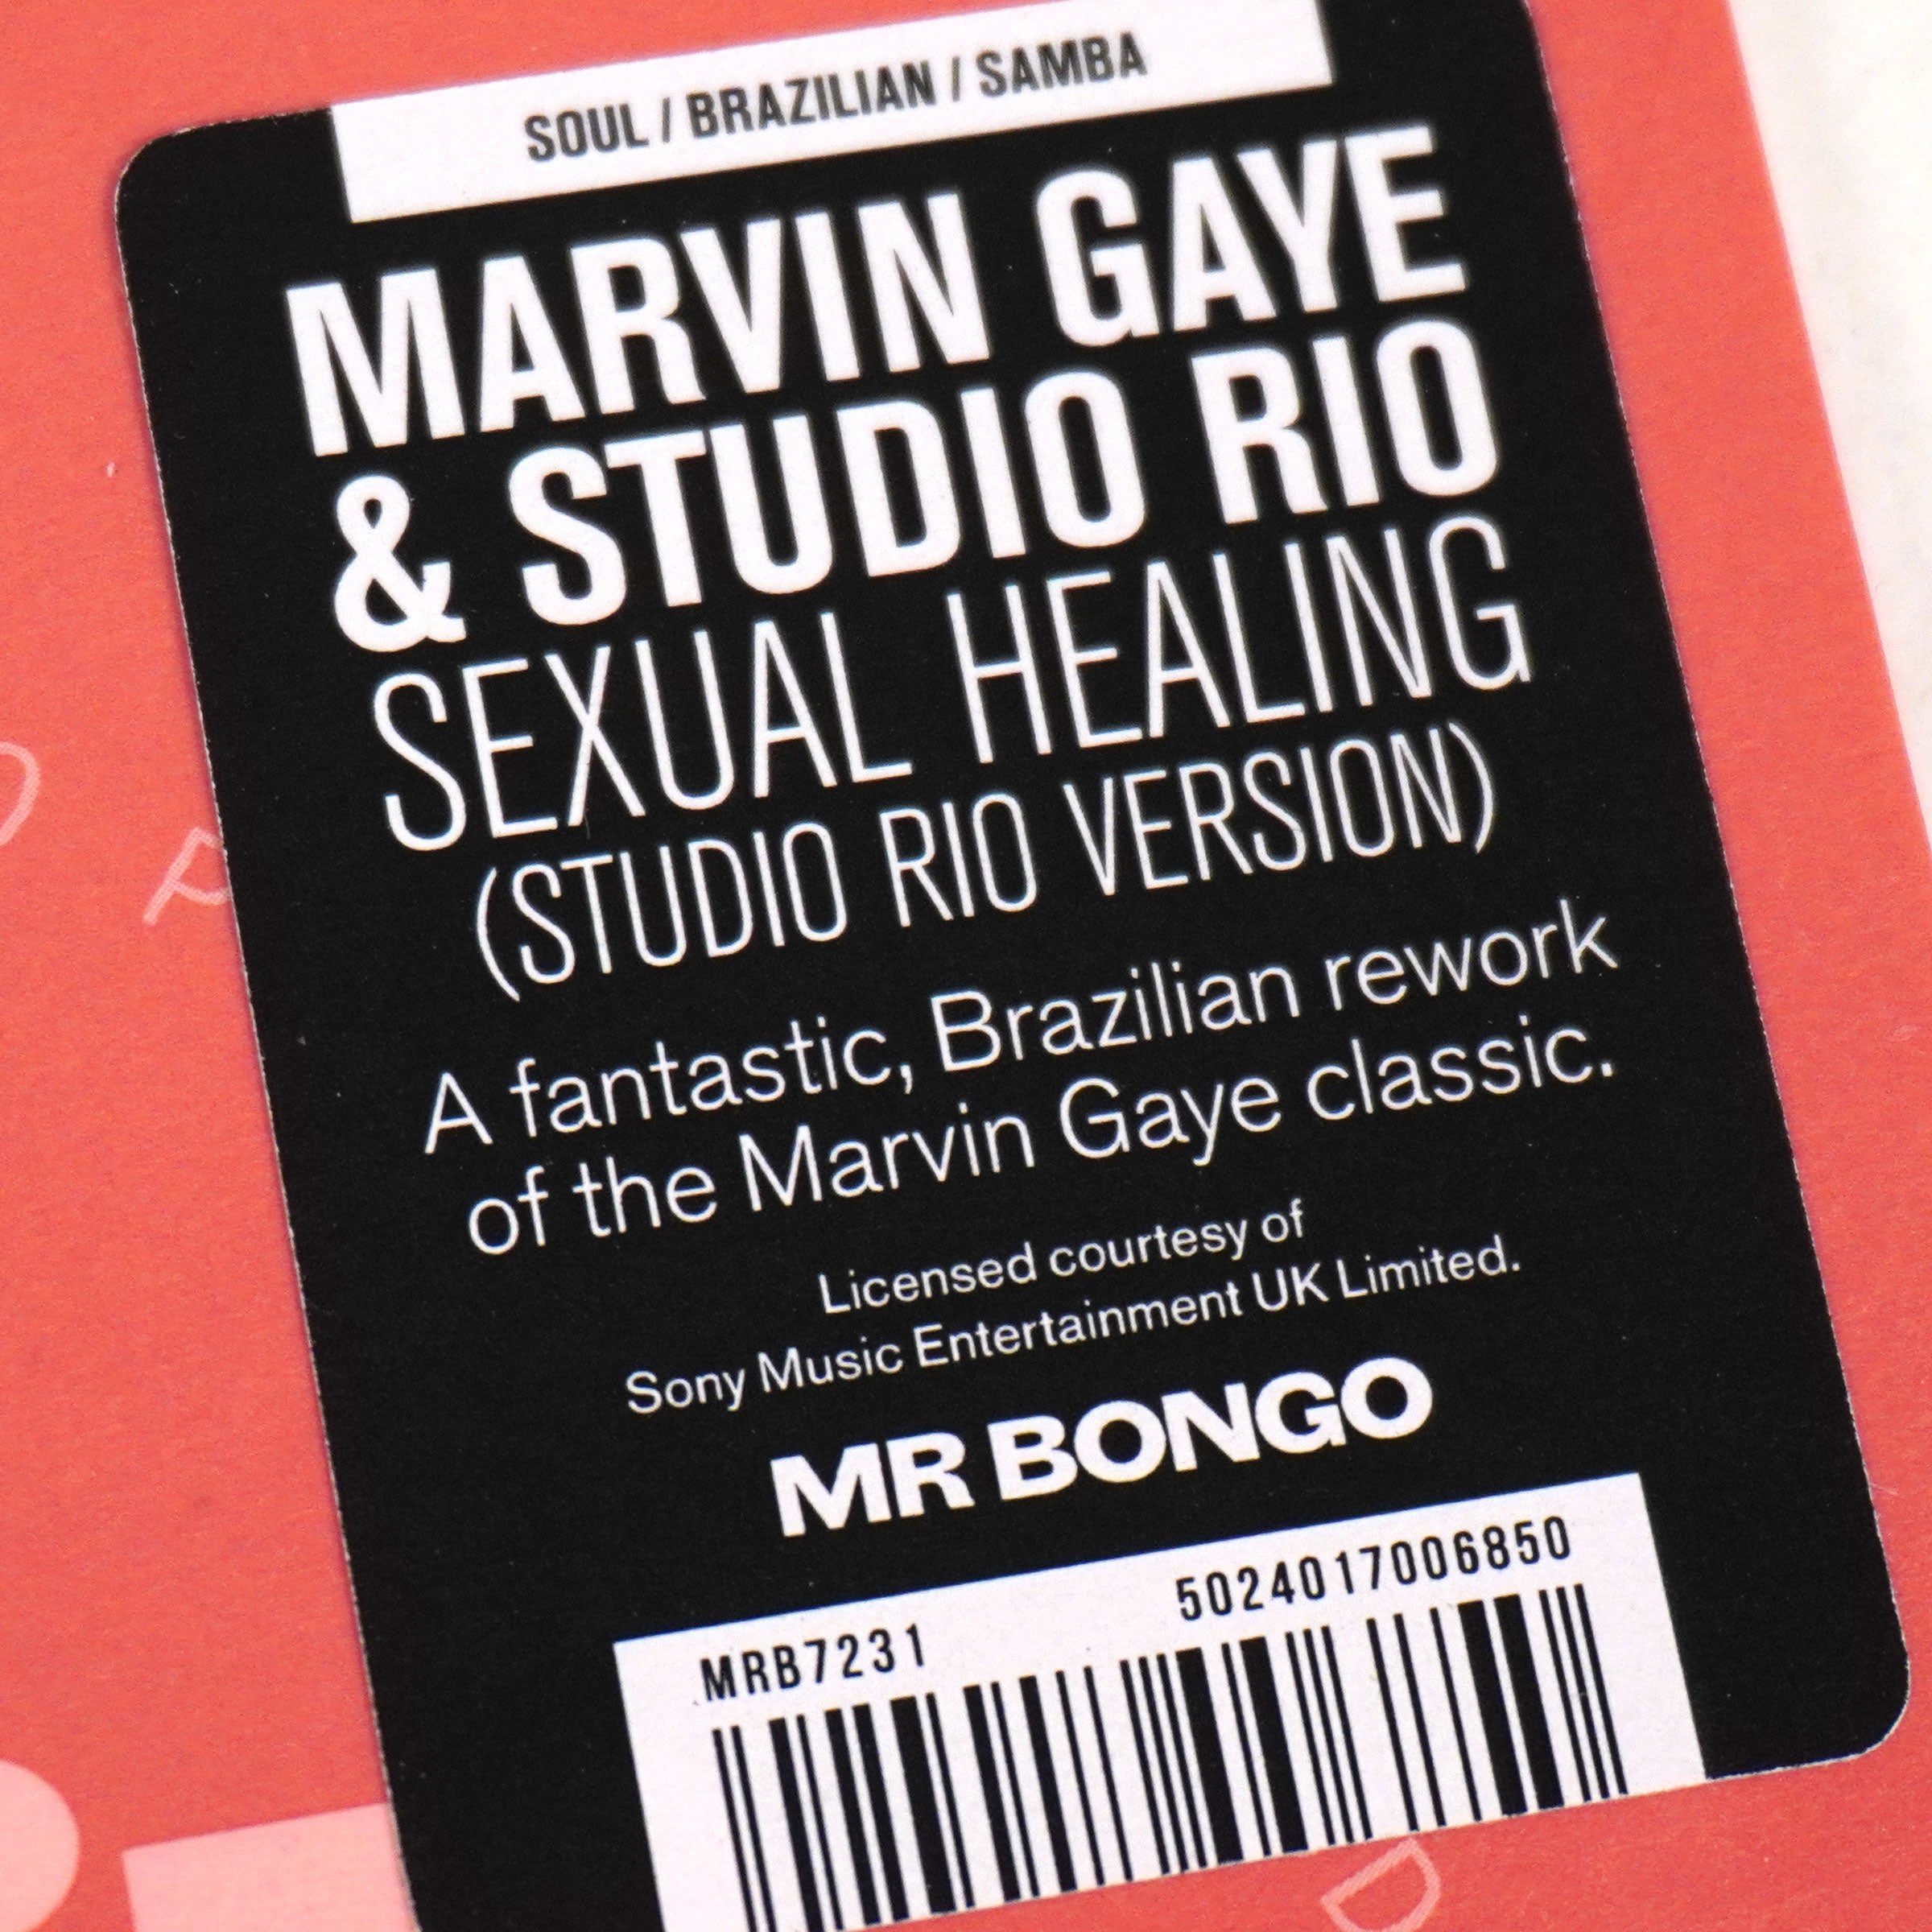 SOUL / BRAZILIAN / SAMBA
MARVIN GAYE
& STUDIO RIO
SEXUAL HEALING
(STUDIO RIO VERSION)
A fantastic, Brazilian rework
of the Marvin Gaye classic.
Licensed courtesy of
Sony Music Entertainment UK Limited.
MR BONGO
MRB7231 5024017006850